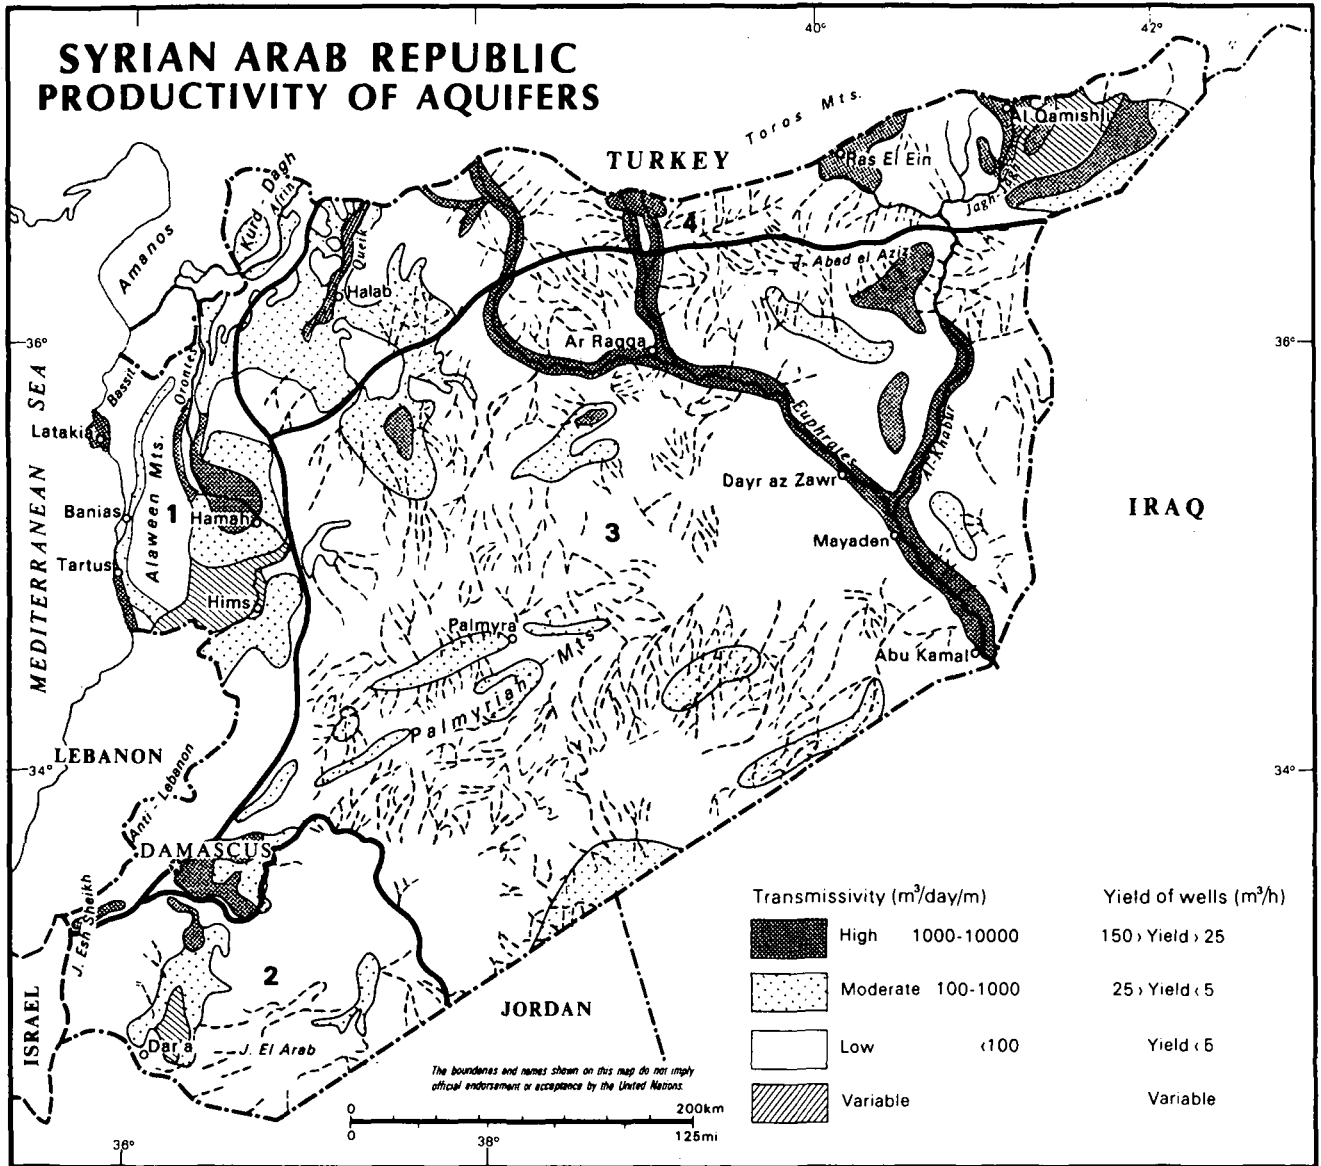 SYRIAN ARAB REPUBLIC
PRODUCTIVITY OF AQUIFERS
40°
42°
Toros Mts.
TURKEY
Al Qamishli
Ras El Ein
Kurd - Dagh
Afrin
Amanos
Queik
Halab
4
J. Abed el Aziz
36°
36°
Ar Raqqa
MEDITERRANEAN SEA
Bassit
Orontes
Latakia
Alaween Mts.
Banias
1
Hamah
Tartus
Hims
Euphrates
Al-Khabur
Dayr az Zawr
IRAQ
3
Mayaden
Palmyra
Palmyriah Mts
Abu Kamal
LEBANON
34°
34°
Anti - Lebanon
DAMASCUS
J. Esh Sheikh
2
ISRAEL
JORDAN
Dar'a
J. El Arab
The boundaries and names shown on this map do not imply
official endorsement or acceptance by the United Nations.
0 200km
0 125mi
36°
38°
Transmissivity (m³/day/m) Yield of wells (m³/h)
High 1000-10000 150 › Yield › 25
Moderate 100-1000 25 › Yield ‹ 5
Low ‹100 Yield ‹ 5
Variable Variable